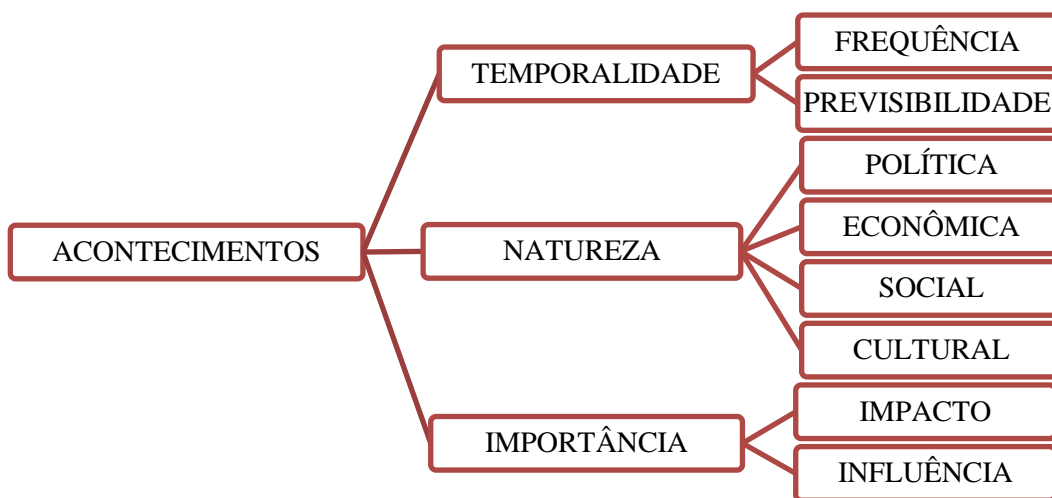 ACONTECIMENTOS
TEMPORALIDADE
FREQUÊNCIA
PREVISIBILIDADE
NATUREZA
POLÍTICA
ECONÔMICA
SOCIAL
CULTURAL
IMPORTÂNCIA
IMPACTO
INFLUÊNCIA